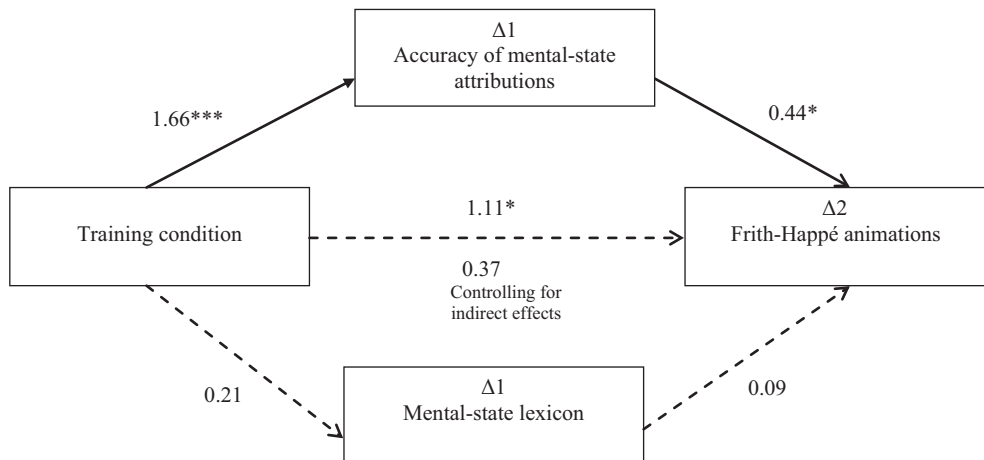 Δ1
Accuracy of mental-state
attributions
1.66***
0.44*
Training condition
1.11*
0.37
Controlling for
indirect effects
Δ2
Frith-Happé animations
0.21
Δ1
Mental-state lexicon
0.09